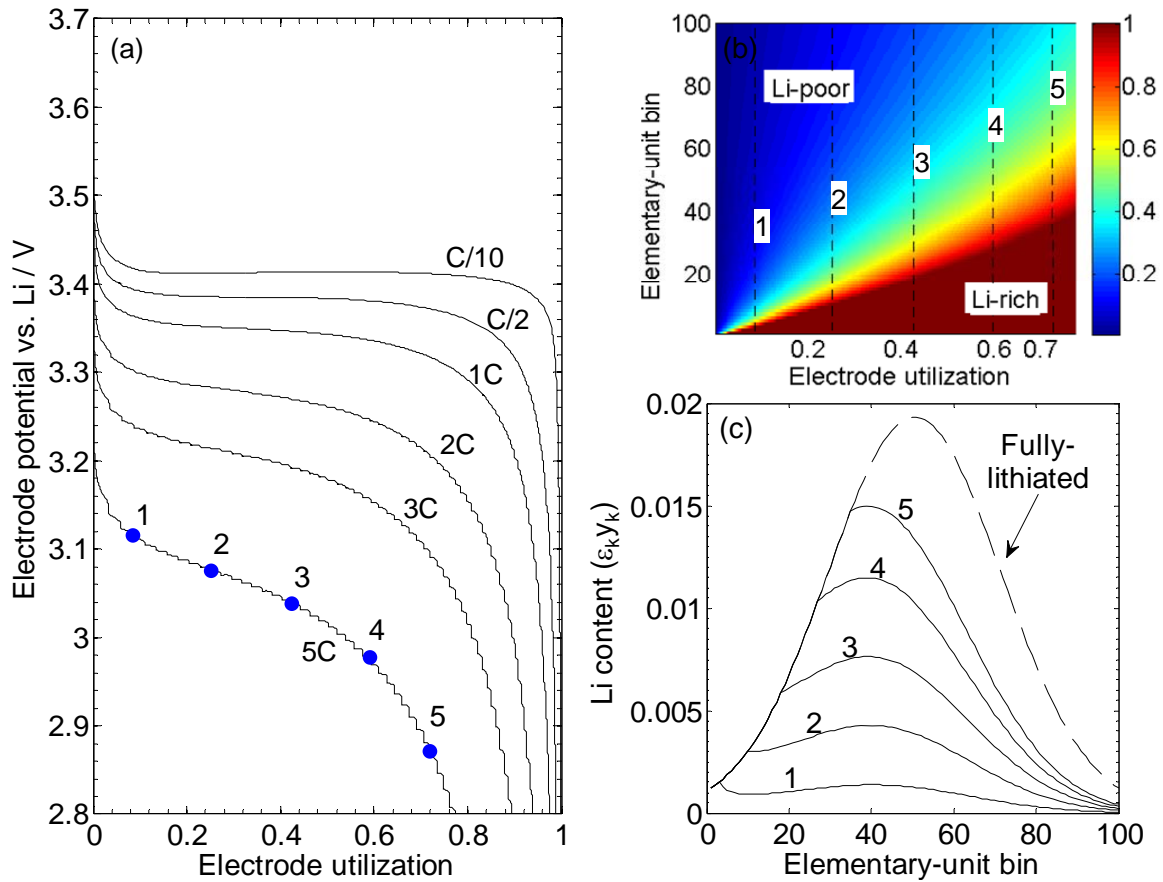 (a)
3.7
3.6
3.5
3.4
3.3
3.2
3.1
3
2.9
2.8
Electrode potential vs. Li / V
C/10
C/2
1C
2C
3C
5C
1
2
3
4
5
0
0.2
0.4
0.6
0.8
1
Electrode utilization
(b)
100
80
60
40
20
Elementary-unit bin
Li-poor
Li-rich
1
2
3
4
5
0.2
0.4
0.6
0.7
Electrode utilization
1
0.8
0.6
0.4
0.2
(c)
0.02
0.015
0.01
0.005
0
Li content (εₖyₖ)
Fully-
lithiated
5
4
3
2
1
0
20
40
60
80
100
Elementary-unit bin